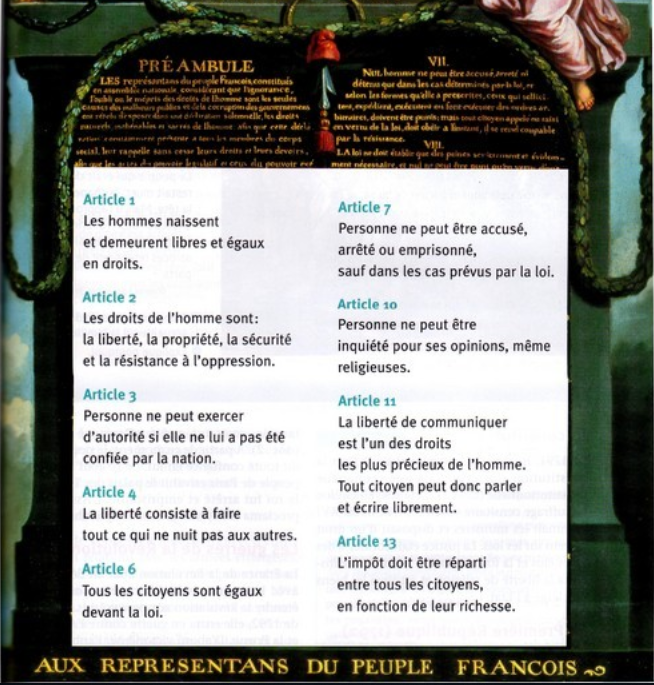 PRÉAMBULE
LES représentans du peuple François, constitués
en assemblée nationale, considérant que l'ignorance,
l'oubli ou le mépris des droits de l'homme sont les seules
causes des malheurs publics et de la corruption des gouvernemens
ont résolu d'exposer dans une déclaration solemnelle, les droits
naturels, inaliénables et sacrés de l'homme, afin que cette décla
ration constamment présente a tous les membres du corps
social, leur rappelle sans cesse leurs droits et leurs devoirs,
afin que les actes du pouvoir législatif et ceux du pouvoir exé
VII.
NUL homme ne peut être accusé, arreté ni
détenu que dans les cas déterminés par la loi, et
selon les formes qu'elle a prescrites, ceux qui sollici
tent, expédient, exécutent ou font exécuter des ordres ar-
bitraires, doivent être punis; mais tout citoyen appelé ou saisi
en vertu de la loi, doit obéir a l'instant, il se rend coupable
par la résistance.
VIII.
LA loi ne doit établir que des peines strictement et évidem-
ment nécessaires, et nul ne peut être puni qu'en
Article 1
Les hommes naissent
et demeurent libres et égaux
en droits.
Article 2
Les droits de l'homme sont:
la liberté, la propriété, la sécurité
et la résistance à l'oppression.
Article 3
Personne ne peut exercer
d'autorité si elle ne lui a pas été
confiée par la nation.
Article 4
La liberté consiste à faire
tout ce qui ne nuit pas aux autres.
Article 6
Tous les citoyens sont égaux
devant la loi.
Article 7
Personne ne peut être accusé,
arrêté ou emprisonné,
sauf dans les cas prévus par la loi.
Article 10
Personne ne peut être
inquiété pour ses opinions, même
religieuses.
Article 11
La liberté de communiquer
est l'un des droits
les plus précieux de l'homme.
Tout citoyen peut donc parler
et écrire librement.
Article 13
L'impôt doit être réparti
entre tous les citoyens,
en fonction de leur richesse.
AUX REPRESENTANS DU PEUPLE FRANCOIS